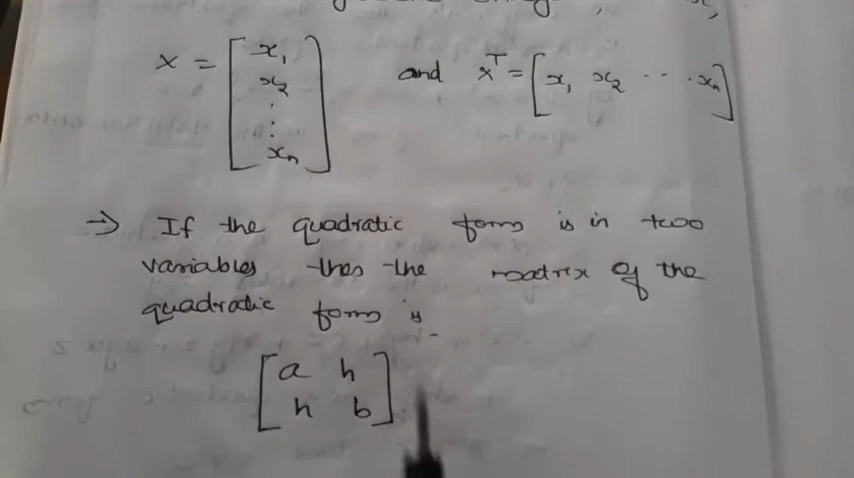 x = [x₁ x₂ : : xₙ] and xᵀ = [x₁ x₂ -- .xₙ]
→ If the quadratic form is in two
variables then the matrix of the
quadratic form is
[a h
h b]